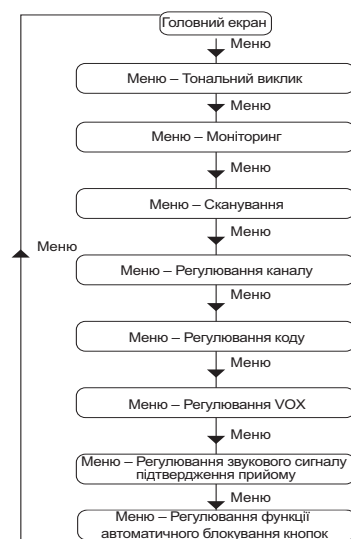 Головний екран
Меню
Меню – Тональний виклик
Меню
Меню – Моніторинг
Меню
Меню – Сканування
Меню
Меню
Меню – Регулювання каналу
Меню
Меню – Регулювання коду
Меню
Меню – Регулювання VOX
Меню
Меню – Регулювання звукового сигналу
підтвердження прийому
Меню
Меню – Регулювання функції
автоматичного блокування кнопок